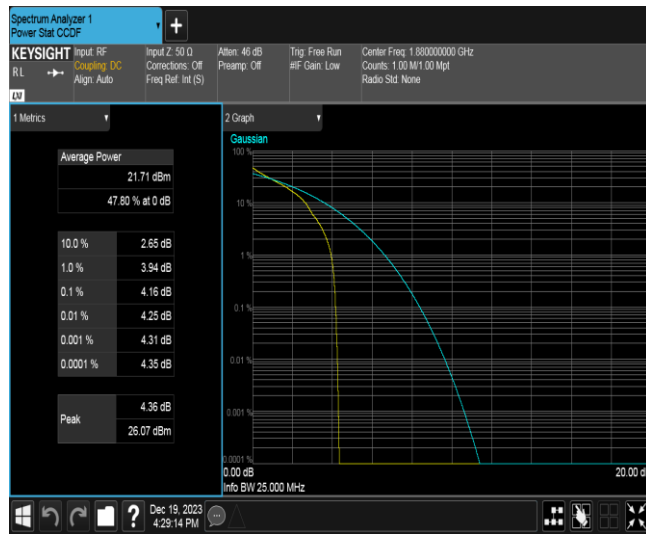 Spectrum Analyzer 1
Power Stat CCDF
+
KEYSIGHT
RL
LXI
Input: RF
Coupling: DC
Align: Auto
Input Z: 50 Ω
Corrections: Off
Freq Ref: Int (S)
Atten: 46 dB
Preamp: Off
Trig: Free Run
#IF Gain: Low
Center Freq: 1.880000000 GHz
Counts: 1.00 M/1.00 Mpt
Radio Std: None
1 Metrics
Average Power
21.71 dBm
47.80 % at 0 dB
10.0 % 2.65 dB
1.0 % 3.94 dB
0.1 % 4.16 dB
0.01 % 4.25 dB
0.001 % 4.31 dB
0.0001 % 4.35 dB
Peak
4.36 dB
26.07 dBm
2 Graph
Gaussian
100 %
10 %
1 %
0.1 %
0.01 %
0.001 %
0.0001 %
0.00 dB
20.00 d
Info BW 25.000 MHz
?
Dec 19, 2023
4:29:14 PM